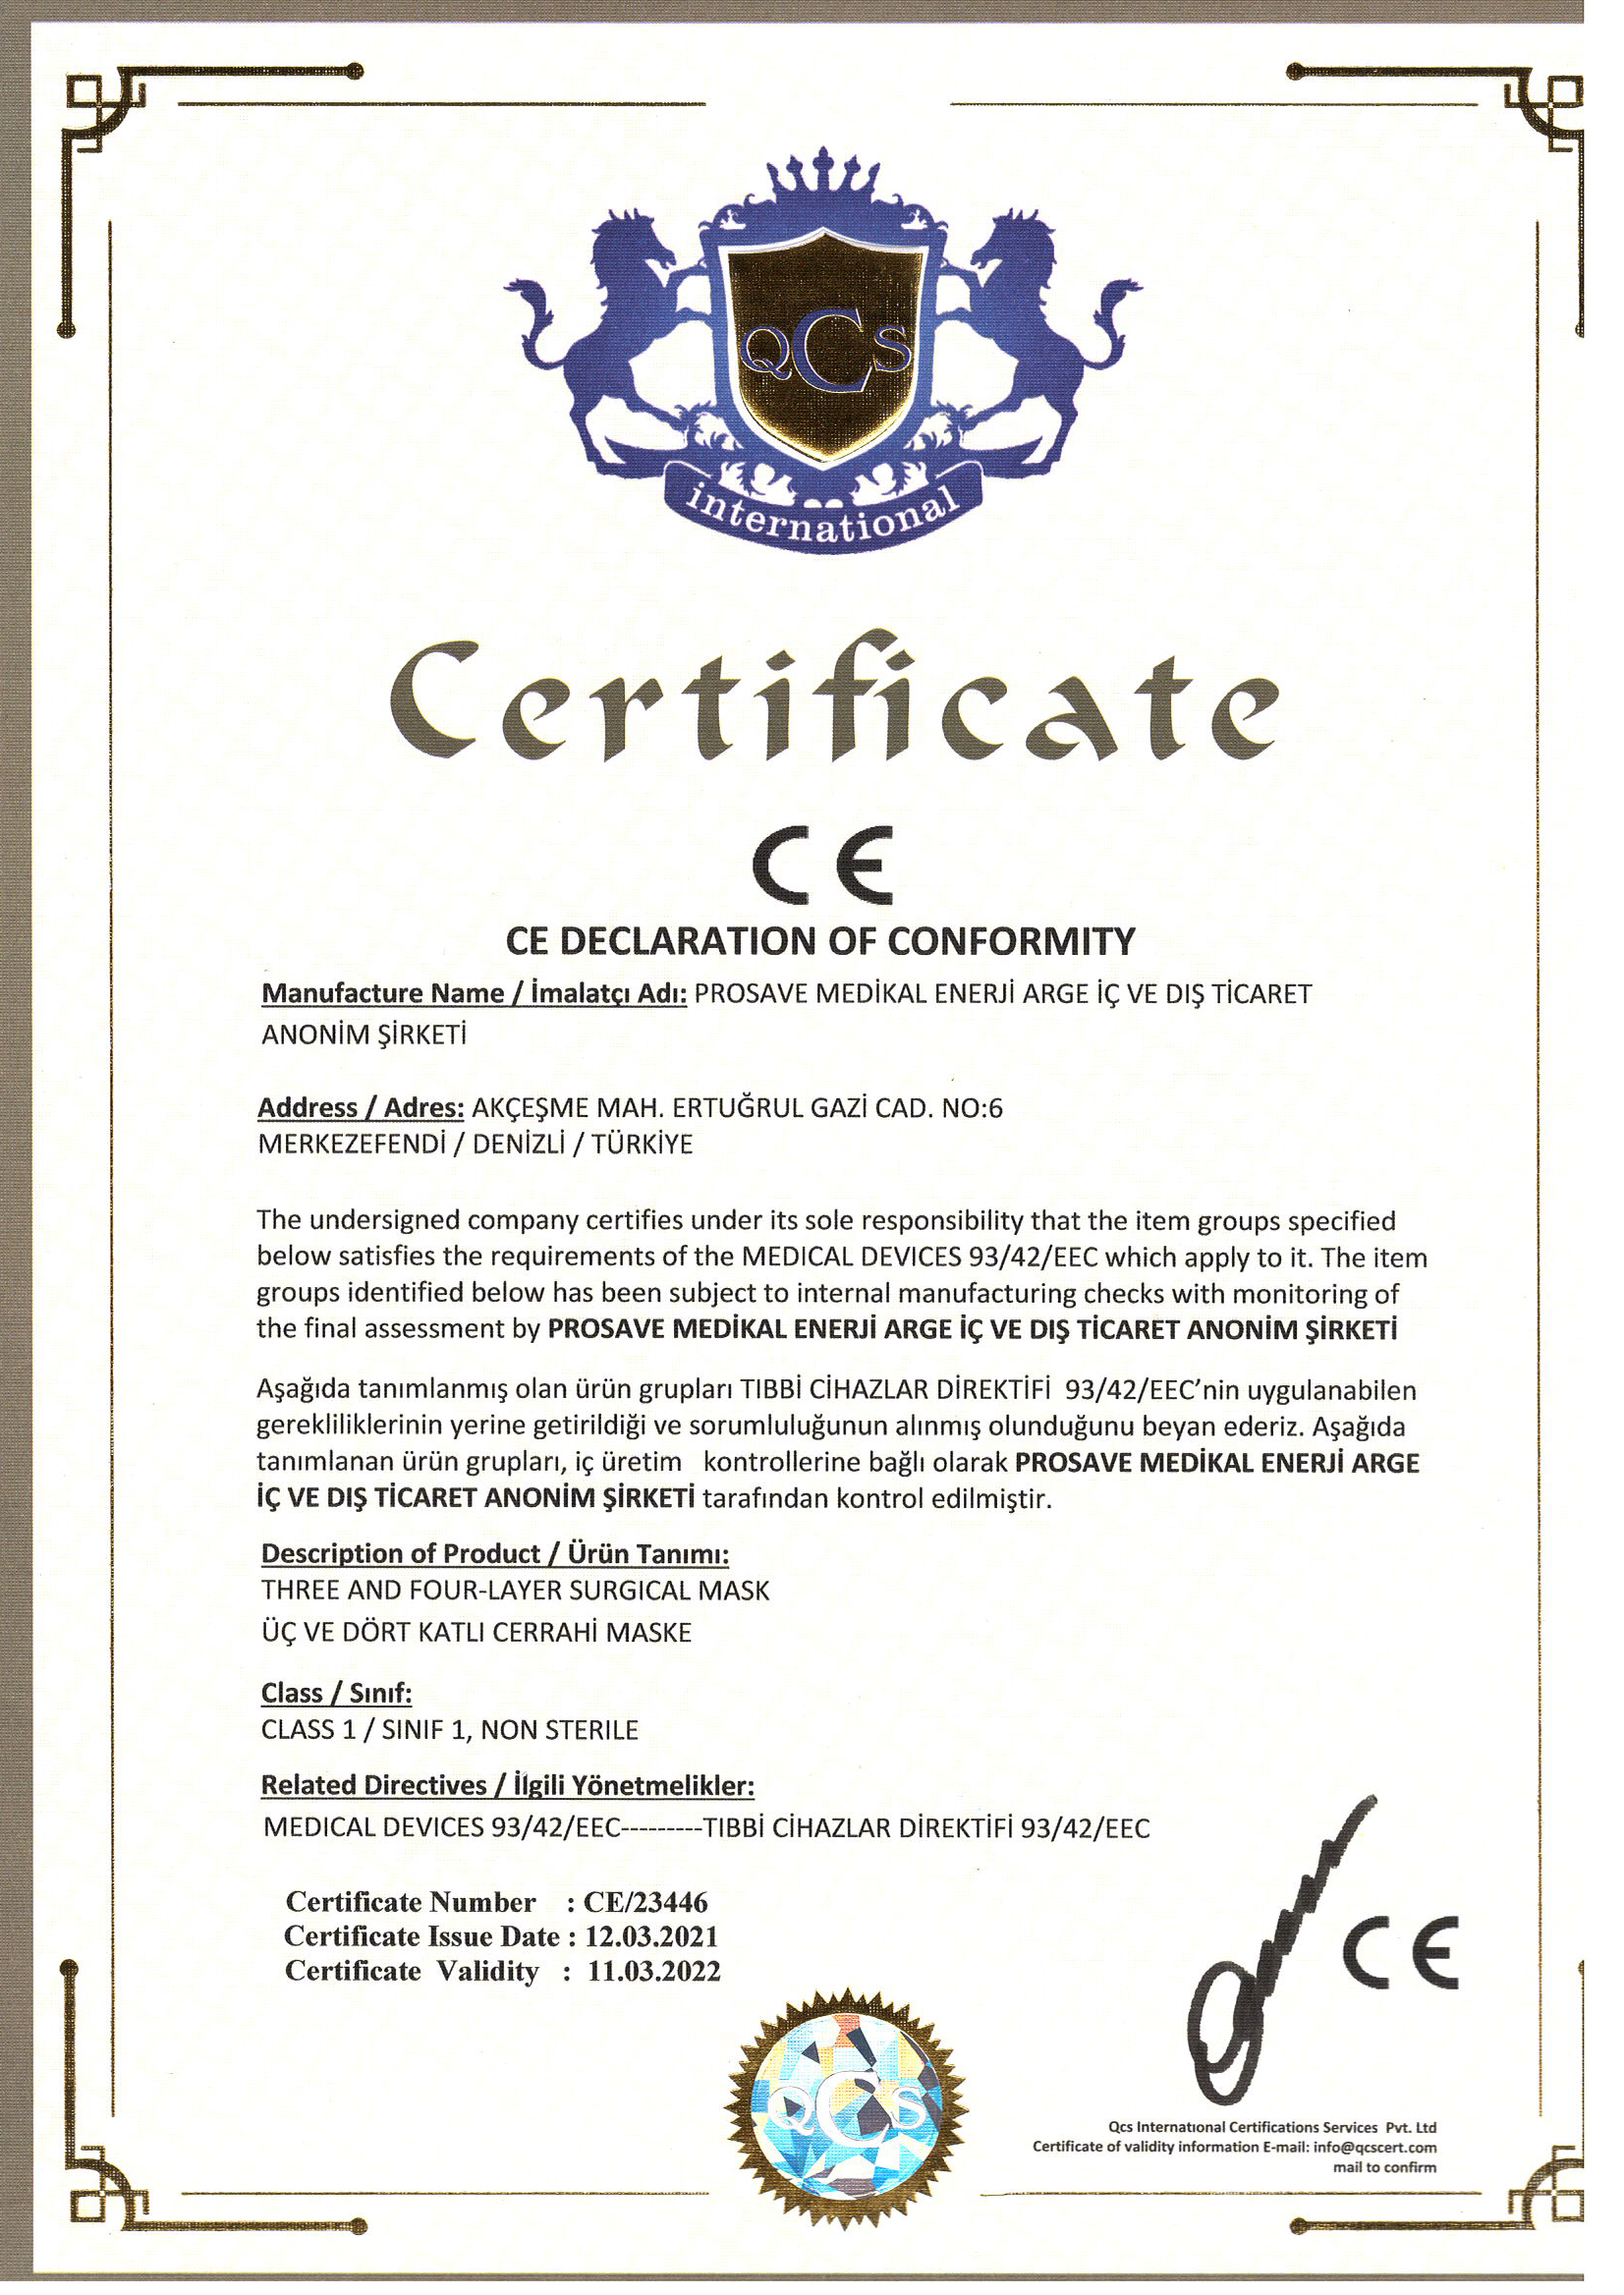 QCS
international
Certificate
CE
CE DECLARATION OF CONFORMITY
Manufacture Name / İmalatçı Adı: PROSAVE MEDİKAL ENERJİ ARGE İÇ VE DIŞ TİCARET
ANONİM ŞİRKETİ
Address / Adres: AKÇEŞME MAH. ERTUĞRUL GAZİ CAD. NO:6
MERKEZEFENDİ / DENİZLİ / TÜRKİYE
The undersigned company certifies under its sole responsibility that the item groups specified
below satisfies the requirements of the MEDICAL DEVICES 93/42/EEC which apply to it. The item
groups identified below has been subject to internal manufacturing checks with monitoring of
the final assessment by PROSAVE MEDİKAL ENERJİ ARGE İÇ VE DIŞ TİCARET ANONİM ŞİRKETİ
Aşağıda tanımlanmış olan ürün grupları TIBBİ CİHAZLAR DİREKTİFİ 93/42/EEC'nin uygulanabilen
gerekliliklerinin yerine getirildiği ve sorumluluğunun alınmış olunduğunu beyan ederiz. Aşağıda
tanımlanan ürün grupları, iç üretim kontrollerine bağlı olarak PROSAVE MEDİKAL ENERJİ ARGE
İÇ VE DIŞ TİCARET ANONİM ŞİRKETİ tarafından kontrol edilmiştir.
Description of Product / Ürün Tanımı:
THREE AND FOUR-LAYER SURGICAL MASK
ÜÇ VE DÖRT KATLI CERRAHİ MASKE
Class / Sınıf:
CLASS 1 / SINIF 1, NON STERILE
Related Directives / İlgili Yönetmelikler:
MEDICAL DEVICES 93/42/EEC---------TIBBİ CİHAZLAR DİREKTİFİ 93/42/EEC
Certificate Number : CE/23446
Certificate Issue Date : 12.03.2021
Certificate Validity : 11.03.2022
CE
QCS
Qcs Internatıonal Certifications Services Pvt. Ltd
Certificate of validity information E-mail: info@qcscert.com
mail to confirm